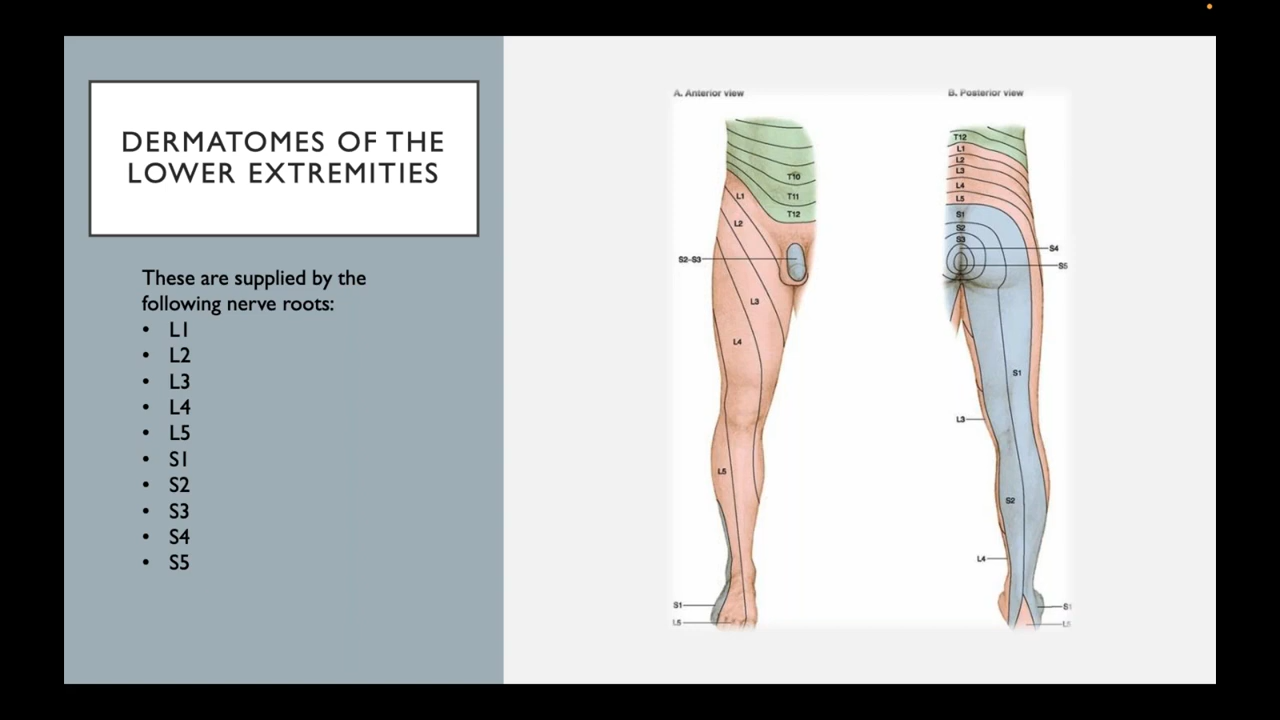 DERMATOMES OF THE
LOWER EXTREMITIES
These are supplied by the
following nerve roots:
• L1
• L2
• L3
• L4
• L5
• S1
• S2
• S3
• S4
• S5
A. Anterior view
T10
T11
T12
L1
L2
S2-S3
L3
L4
L5
S1
L5
B. Posterior view
T12
L1
L2
L3
L4
L5
S1
S2
S3
S4
S5
S1
L3
S2
L4
S1
L5